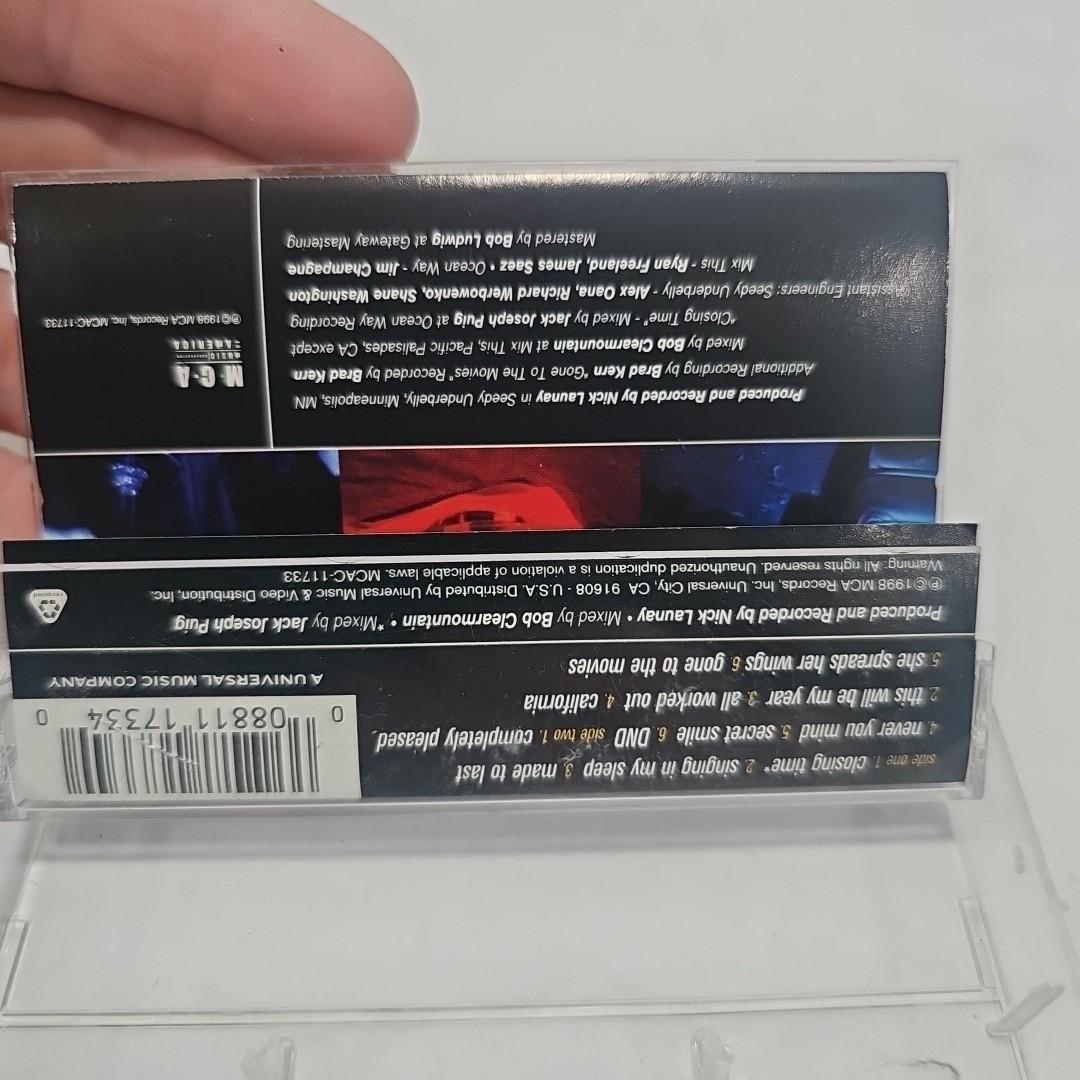 side one 1. closing time* 2. singing in my sleep 3. made to last
4. never you mind 5. secret smile 6. DND side two 1. completely pleased
2. this will be my year 3. all worked out 4. california
5. she spreads her wings 6. gone to the movies
0 08811 17334 0
A UNIVERSAL MUSIC COMPANY
Produced and Recorded by Nick Launay • Mixed by Bob Clearmountain • *Mixed by Jack Joseph Puig
℗©1998 MCA Records, Inc. Universal City, CA 91608 - U.S.A. Distributed by Universal Music & Video Distribution, Inc.
Warning: All rights reserved. Unauthorized duplication is a violation of applicable laws. MCAC-11733
recycled
Produced and Recorded by Nick Launay in Seedy Underbelly, Minneapolis, MN
Additional Recording by Brad Kern "Gone To The Movies" Recorded by Brad Kern
Mixed by Bob Clearmountain at Mix This, Pacific Palisades, CA except
"Closing Time" - Mixed by Jack Joseph Puig at Ocean Way Recording
Assistant Engineers: Seedy Underbelly - Alex Oana, Richard Werbowenko, Shane Washington
Mix This - Ryan Freeland, James Saez • Ocean Way - Jim Champagne
Mastered by Bob Ludwig at Gateway Mastering
M·C·A
MUSIC
AMERICA
℗©1998 MCA Records, Inc. MCAC-11733